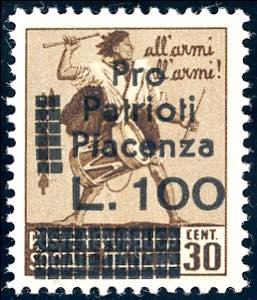 all'armi
all'armi!
Pro
Patrioti
Piacenza
L. 100
CENT.
30